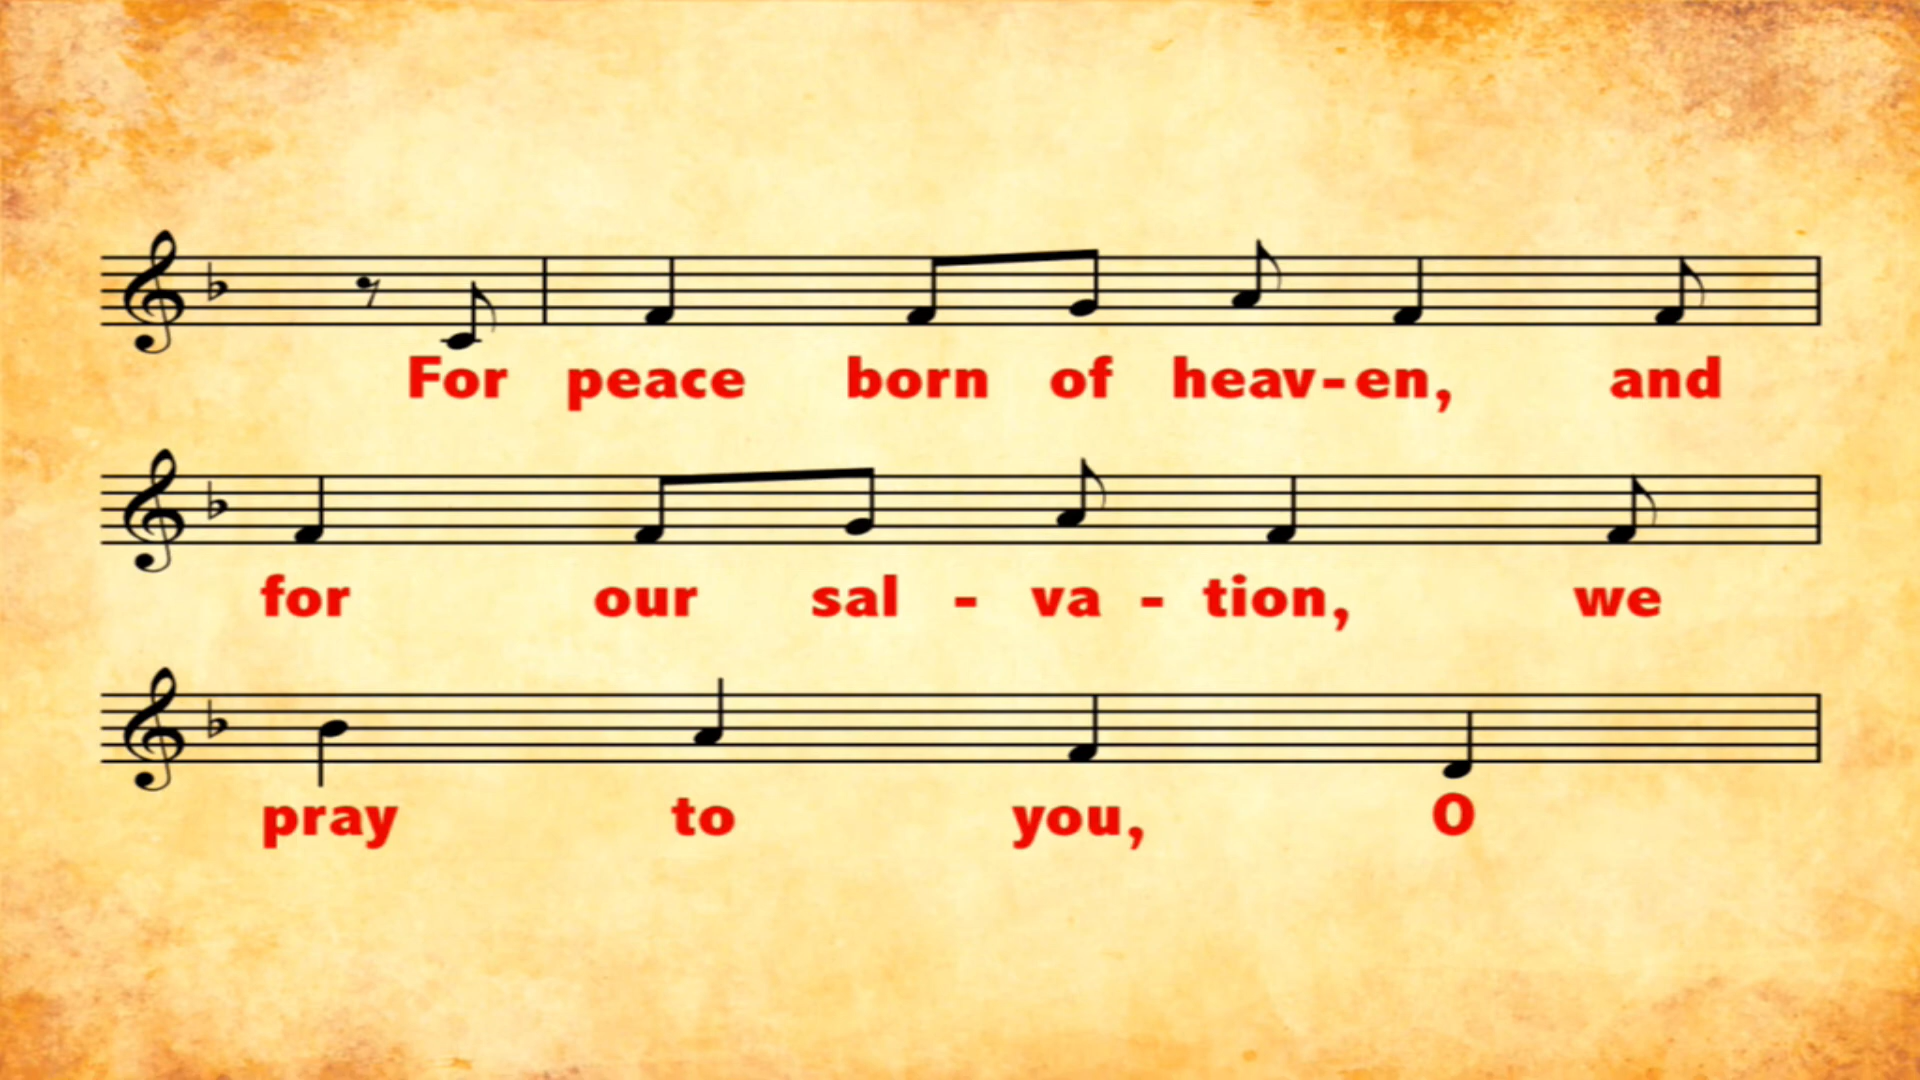 For peace born of heav-en, and
for our sal - va - tion, we
pray to you, O